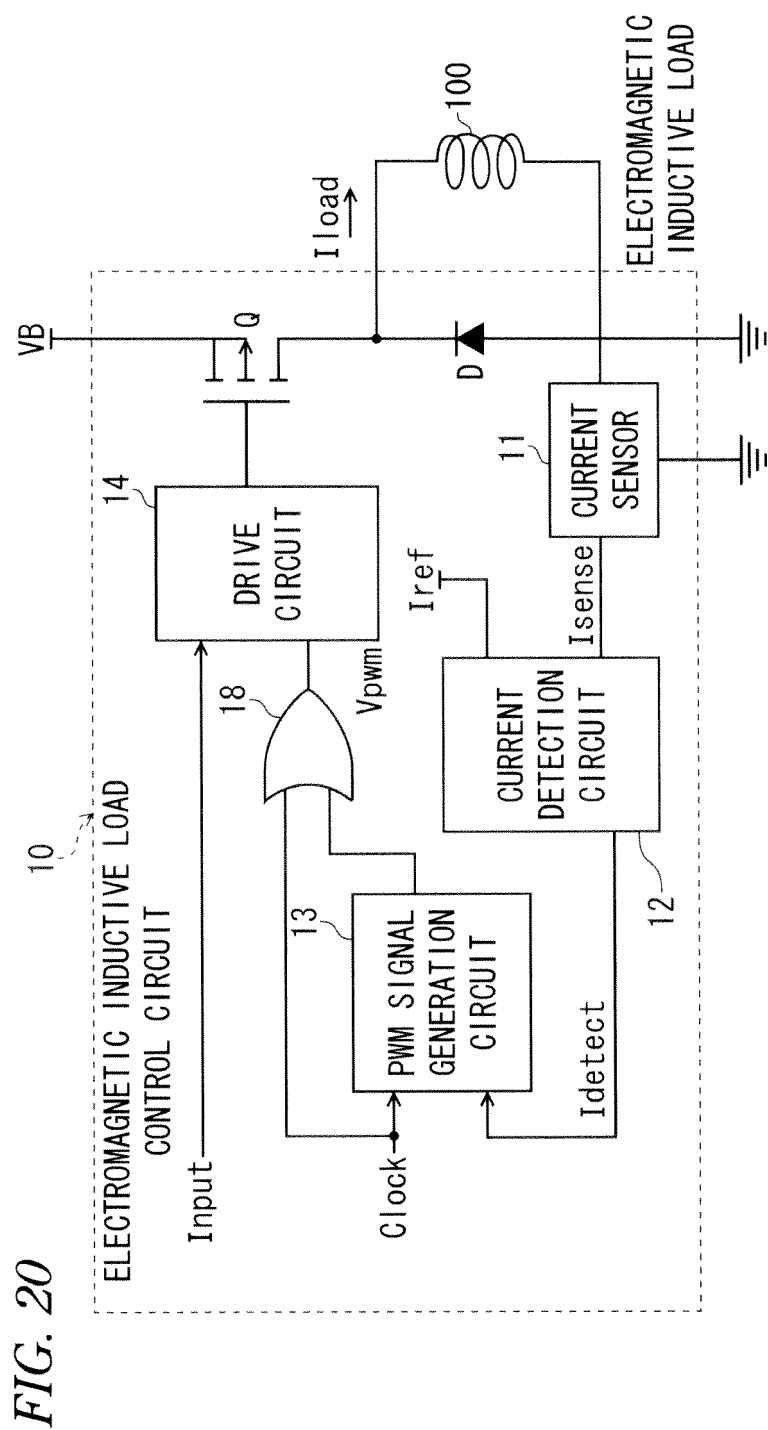 FIG. 20
10
ELECTROMAGNETIC INDUCTIVE LOAD
CONTROL CIRCUIT
Input
Clock
13
PWM SIGNAL
GENERATION
CIRCUIT
Idetect
18
Vpwm
14
DRIVE
CIRCUIT
VB
Q
Iload
100
D
Iref
CURRENT
DETECTION
CIRCUIT
12
Isense
11
CURRENT
SENSOR
ELECTROMAGNETIC
INDUCTIVE LOAD